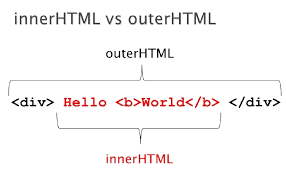 innerHTML vs outerHTML
outerHTML
<div> Hello <b>World</b> </div>
innerHTML